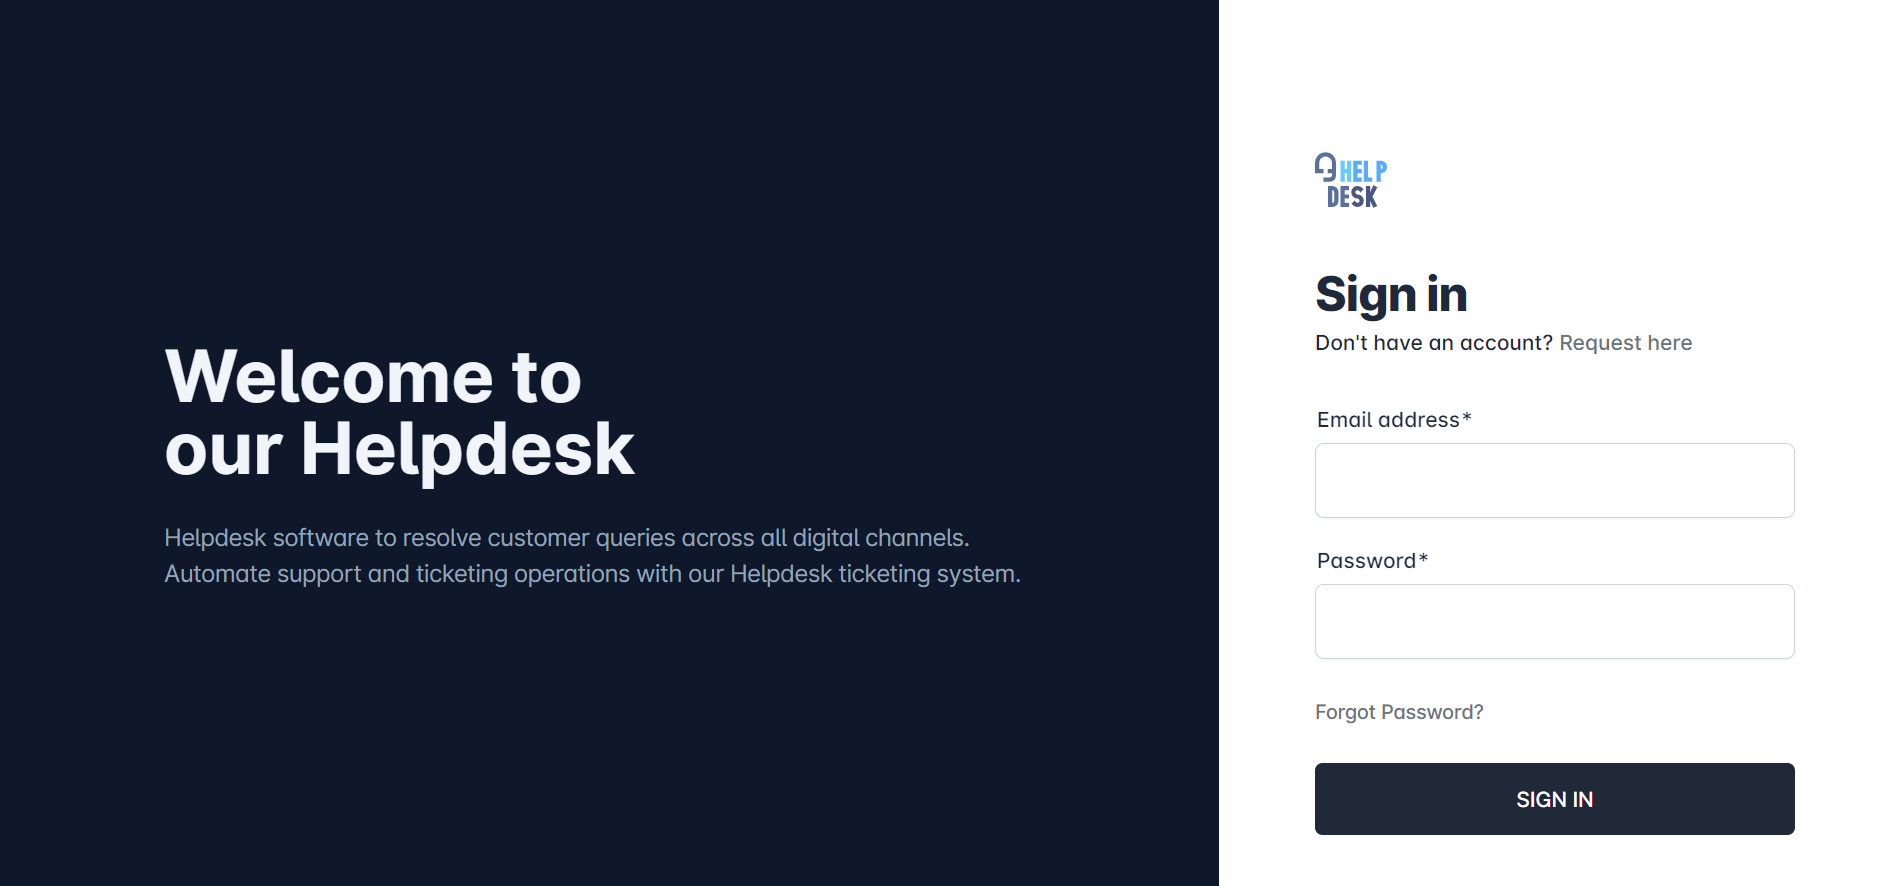 Welcome to
our Helpdesk
Helpdesk software to resolve customer queries across all digital channels.
Automate support and ticketing operations with our Helpdesk ticketing system.
HELP
DESK
Sign in
Don't have an account? Request here
Email address*
Password*
Forgot Password?
SIGN IN